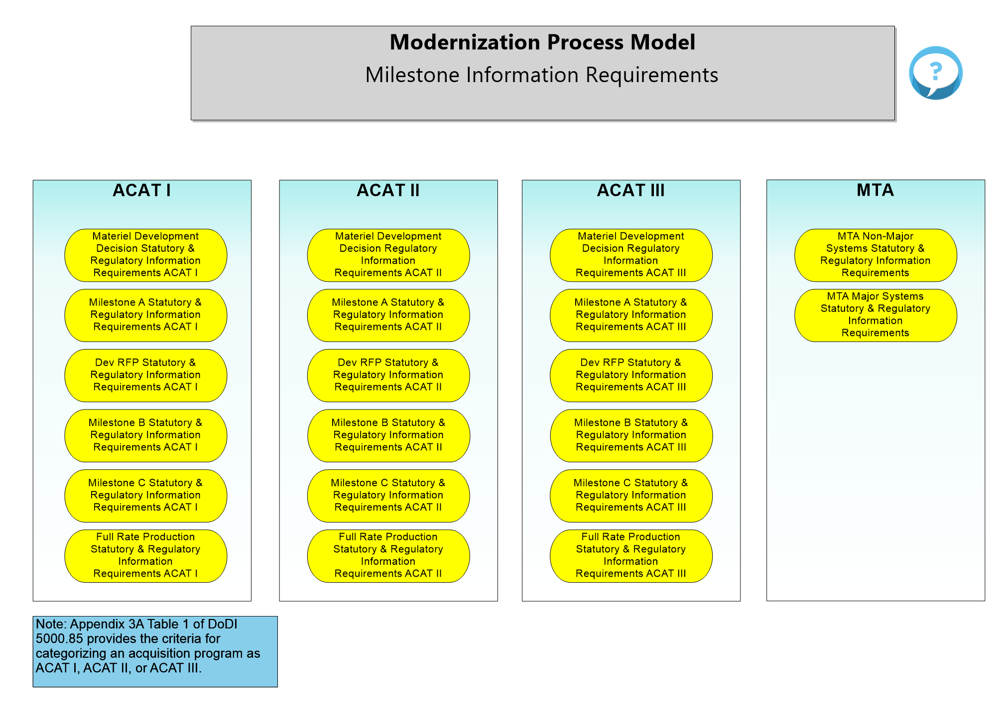 Modernization Process Model
Milestone Information Requirements
?
ACAT I
Materiel Development
Decision Statutory &
Regulatory Information
Requirements ACAT I
Milestone A Statutory &
Regulatory Information
Requirements ACAT I
Dev RFP Statutory &
Regulatory Information
Requirements ACAT I
Milestone B Statutory &
Regulatory Information
Requirements ACAT I
Milestone C Statutory &
Regulatory Information
Requirements ACAT I
Full Rate Production
Statutory & Regulatory
Information
Requirements ACAT I
ACAT II
Materiel Development
Decision Regulatory
Information
Requirements ACAT II
Milestone A Statutory &
Regulatory Information
Requirements ACAT II
Dev RFP Statutory &
Regulatory Information
Requirements ACAT II
Milestone B Statutory &
Regulatory Information
Requirements ACAT II
Milestone C Statutory &
Regulatory Information
Requirements ACAT II
Full Rate Production
Statutory & Regulatory
Information
Requirements ACAT II
ACAT III
Materiel Development
Decision Regulatory
Information
Requirements ACAT III
Milestone A Statutory &
Regulatory Information
Requirements ACAT III
Dev RFP Statutory &
Regulatory Information
Requirements ACAT III
Milestone B Statutory &
Regulatory Information
Requirements ACAT III
Milestone C Statutory &
Regulatory Information
Requirements ACAT III
Full Rate Production
Statutory & Regulatory
Information
Requirements ACAT III
MTA
MTA Non-Major
Systems Statutory &
Regulatory Information
Requirements
MTA Major Systems
Statutory & Regulatory
Information
Requirements
Note: Appendix 3A Table 1 of DoDI
5000.85 provides the criteria for
categorizing an acquisition program as
ACAT I, ACAT II, or ACAT III.